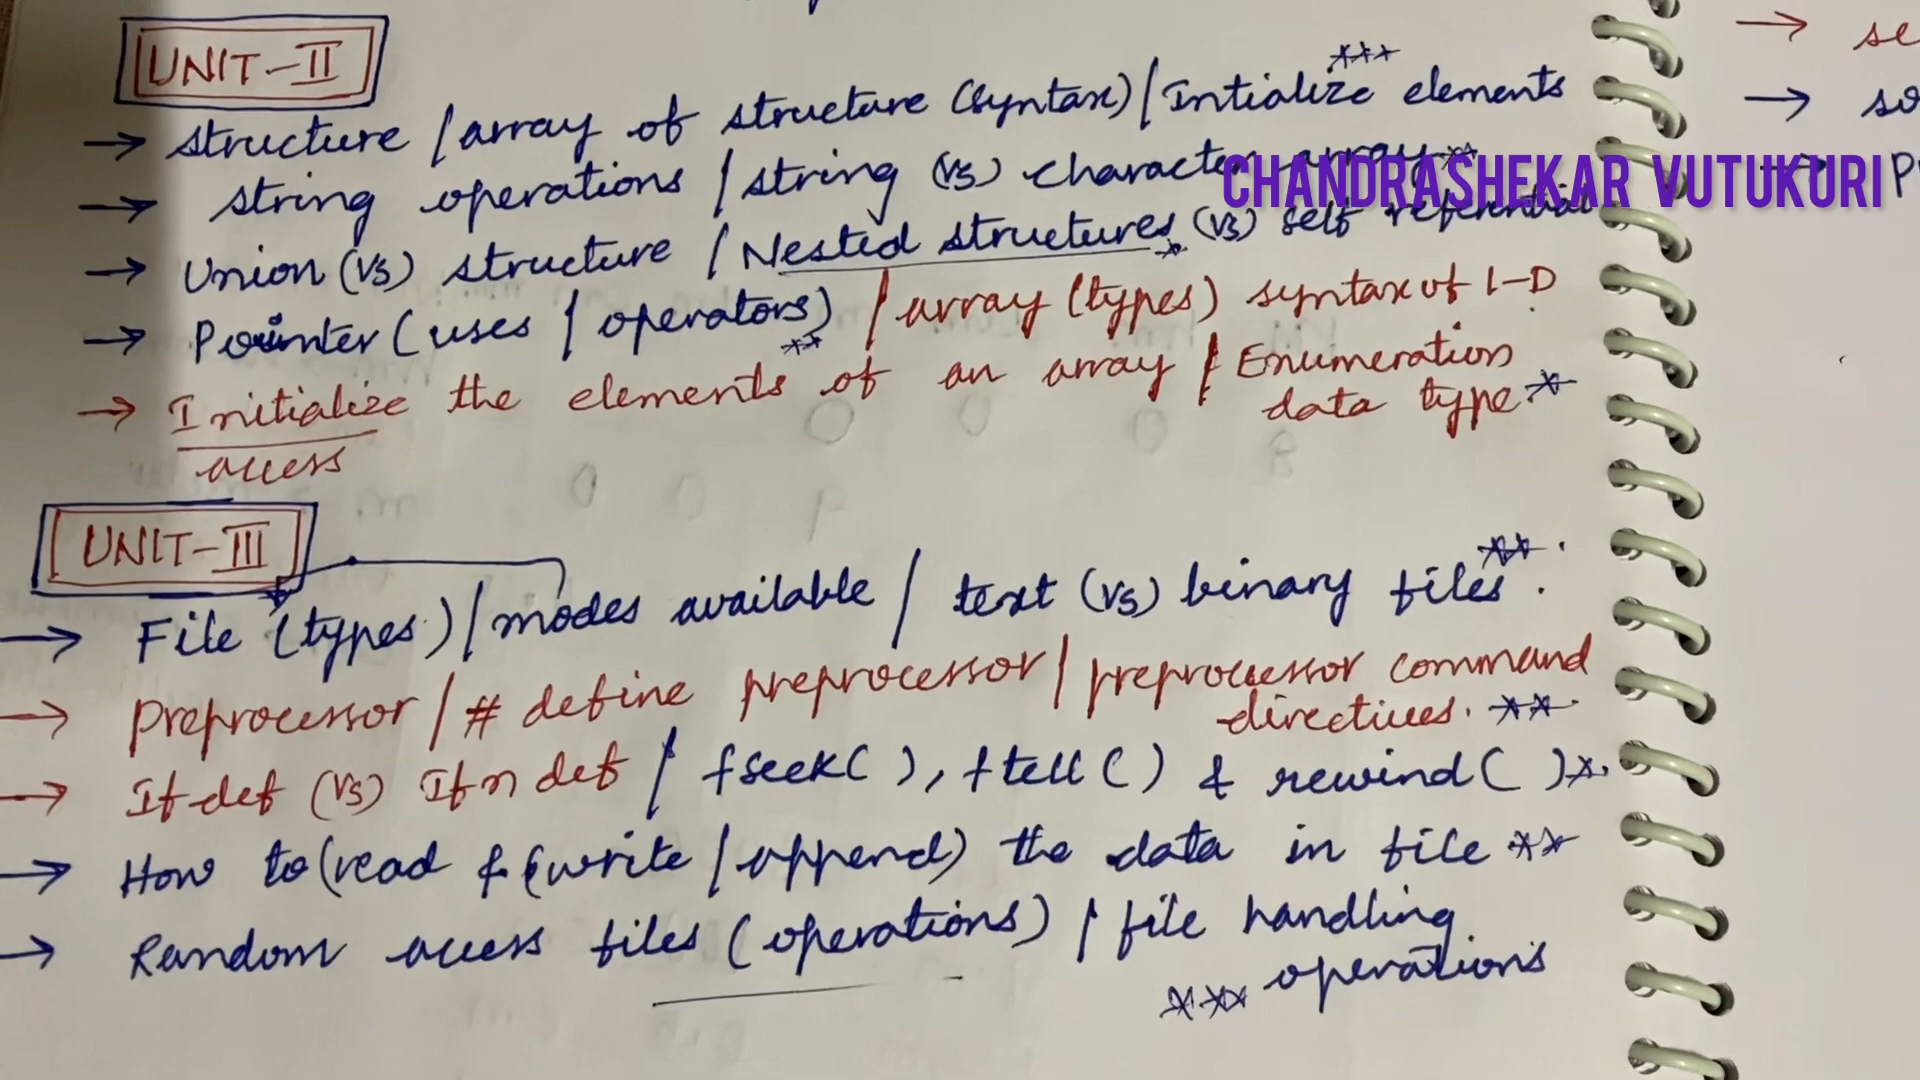 UNIT-II
→ structure / array of structure (Syntax) / Intialize *** elements
→ string operations / string (vs) character array **
CHANDRASHEKAR VUTUKURI
→ Union (vs) structure / Nested structures * (vs) self referential
→ Pointer (uses / operators) ** / array (types) syntax of 1-D
→ Initialize the elements of an array / Enumeration
access
data type *
UNIT-III
→ File (types) / modes available / text (vs) binary files **.
→ Preprocessor / # define preprocessor / preprocessor command
directives. **
→ If def (vs) If n def / fseek( ), ftell ( ) & rewind ( ) *.
→ How to (read & (write / append) the data in file **
→ Random access files (operations) / file handling
*** operations
→ se
→ so
→ P